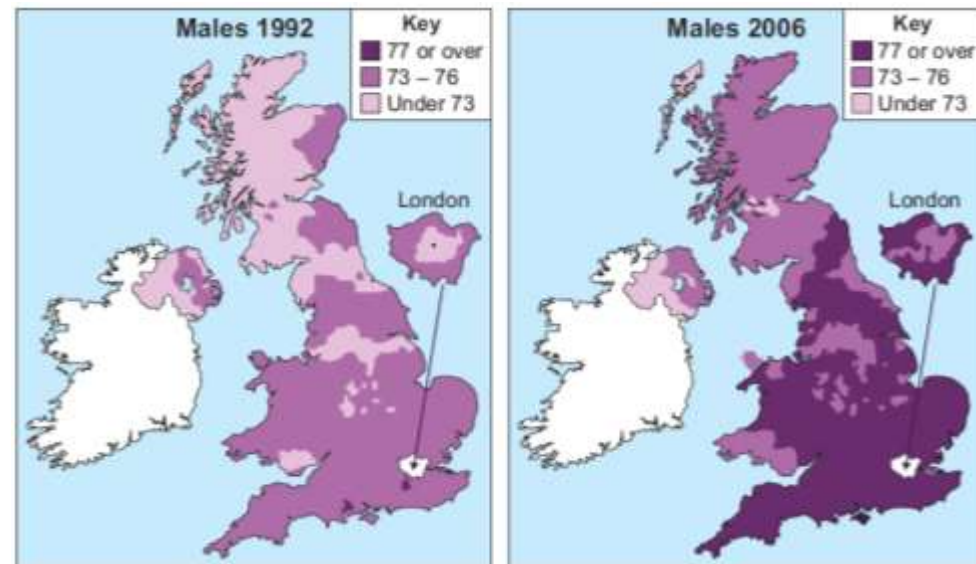 Males 1992
Key
77 or over
73 – 76
Under 73
London
Males 2006
Key
77 or over
73 – 76
Under 73
London